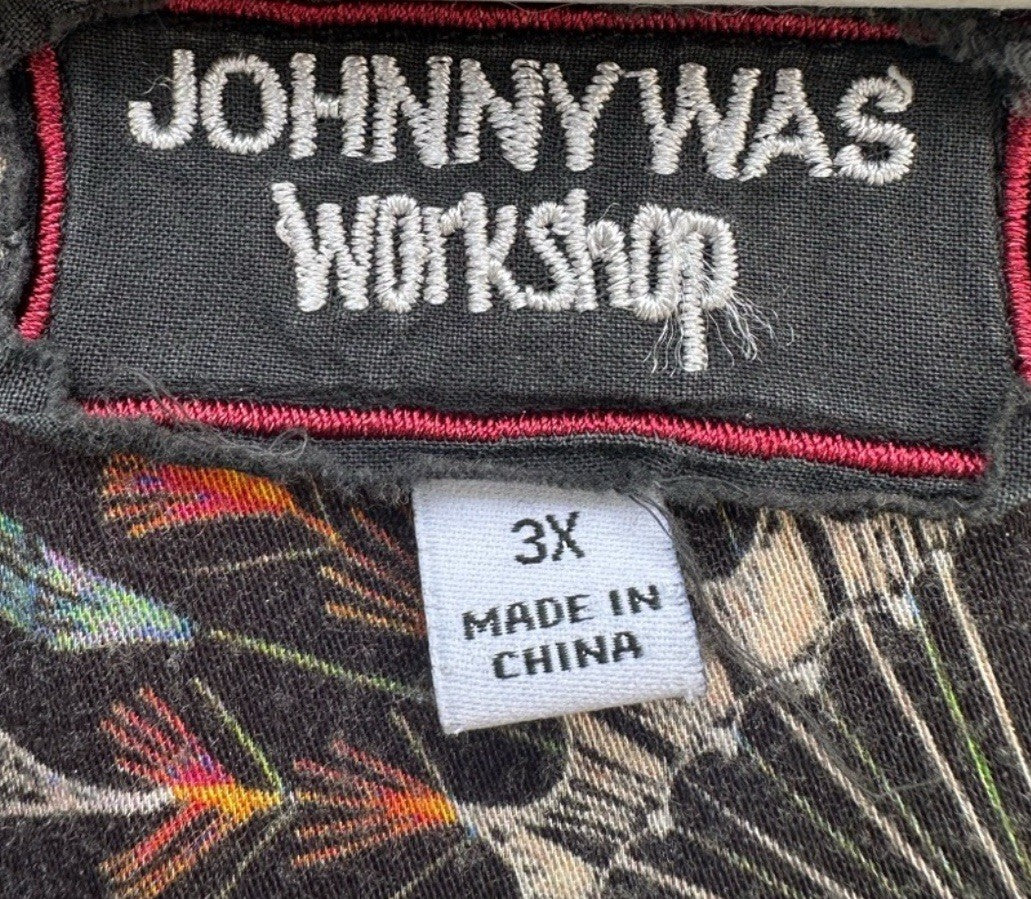 JOHNNY WAS
Workshop
3X
MADE IN
CHINA